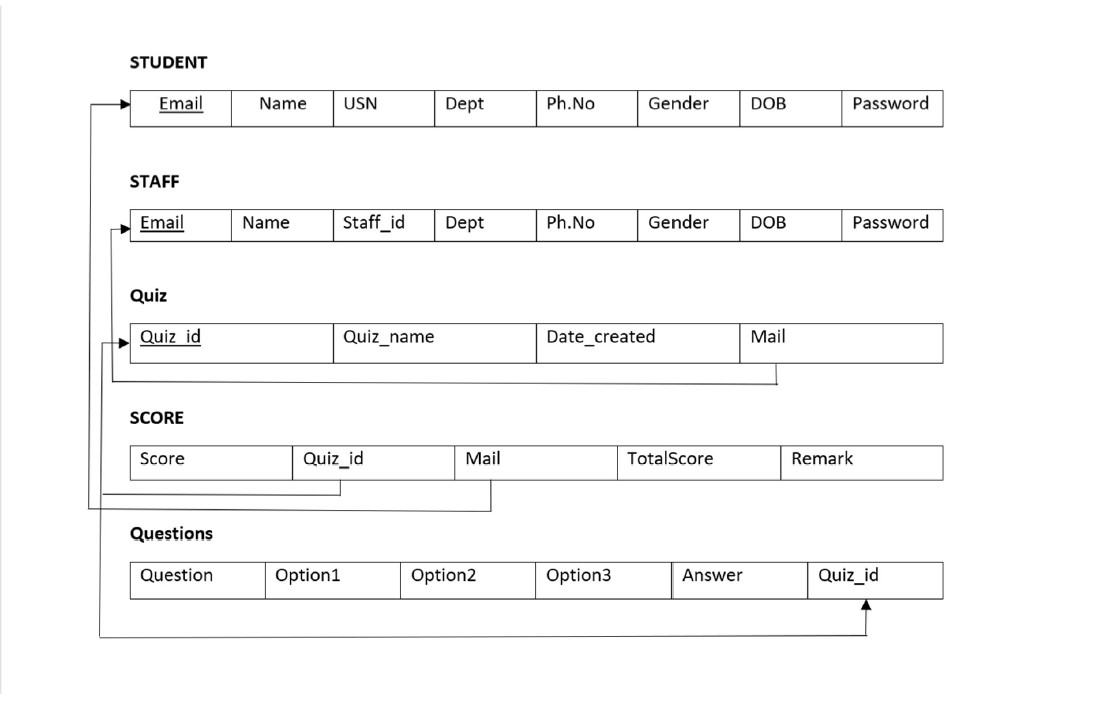 STUDENT
Email Name USN Dept Ph.No Gender DOB Password
STAFF
Email Name Staff_id Dept Ph.No Gender DOB Password
Quiz
Quiz_id Quiz_name Date_created Mail
SCORE
Score Quiz_id Mail TotalScore Remark
Questions
Question Option1 Option2 Option3 Answer Quiz_id